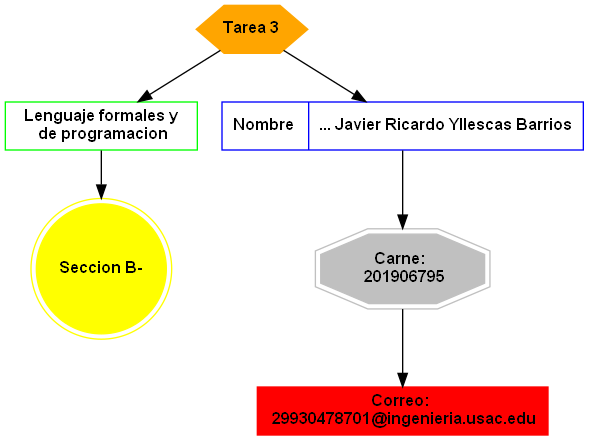 Tarea 3
Lenguaje formales y
de programacion
Nombre
... Javier Ricardo Yllescas Barrios
Seccion B-
Carne:
201906795
Correo:
29930478701@ingenieria.usac.edu